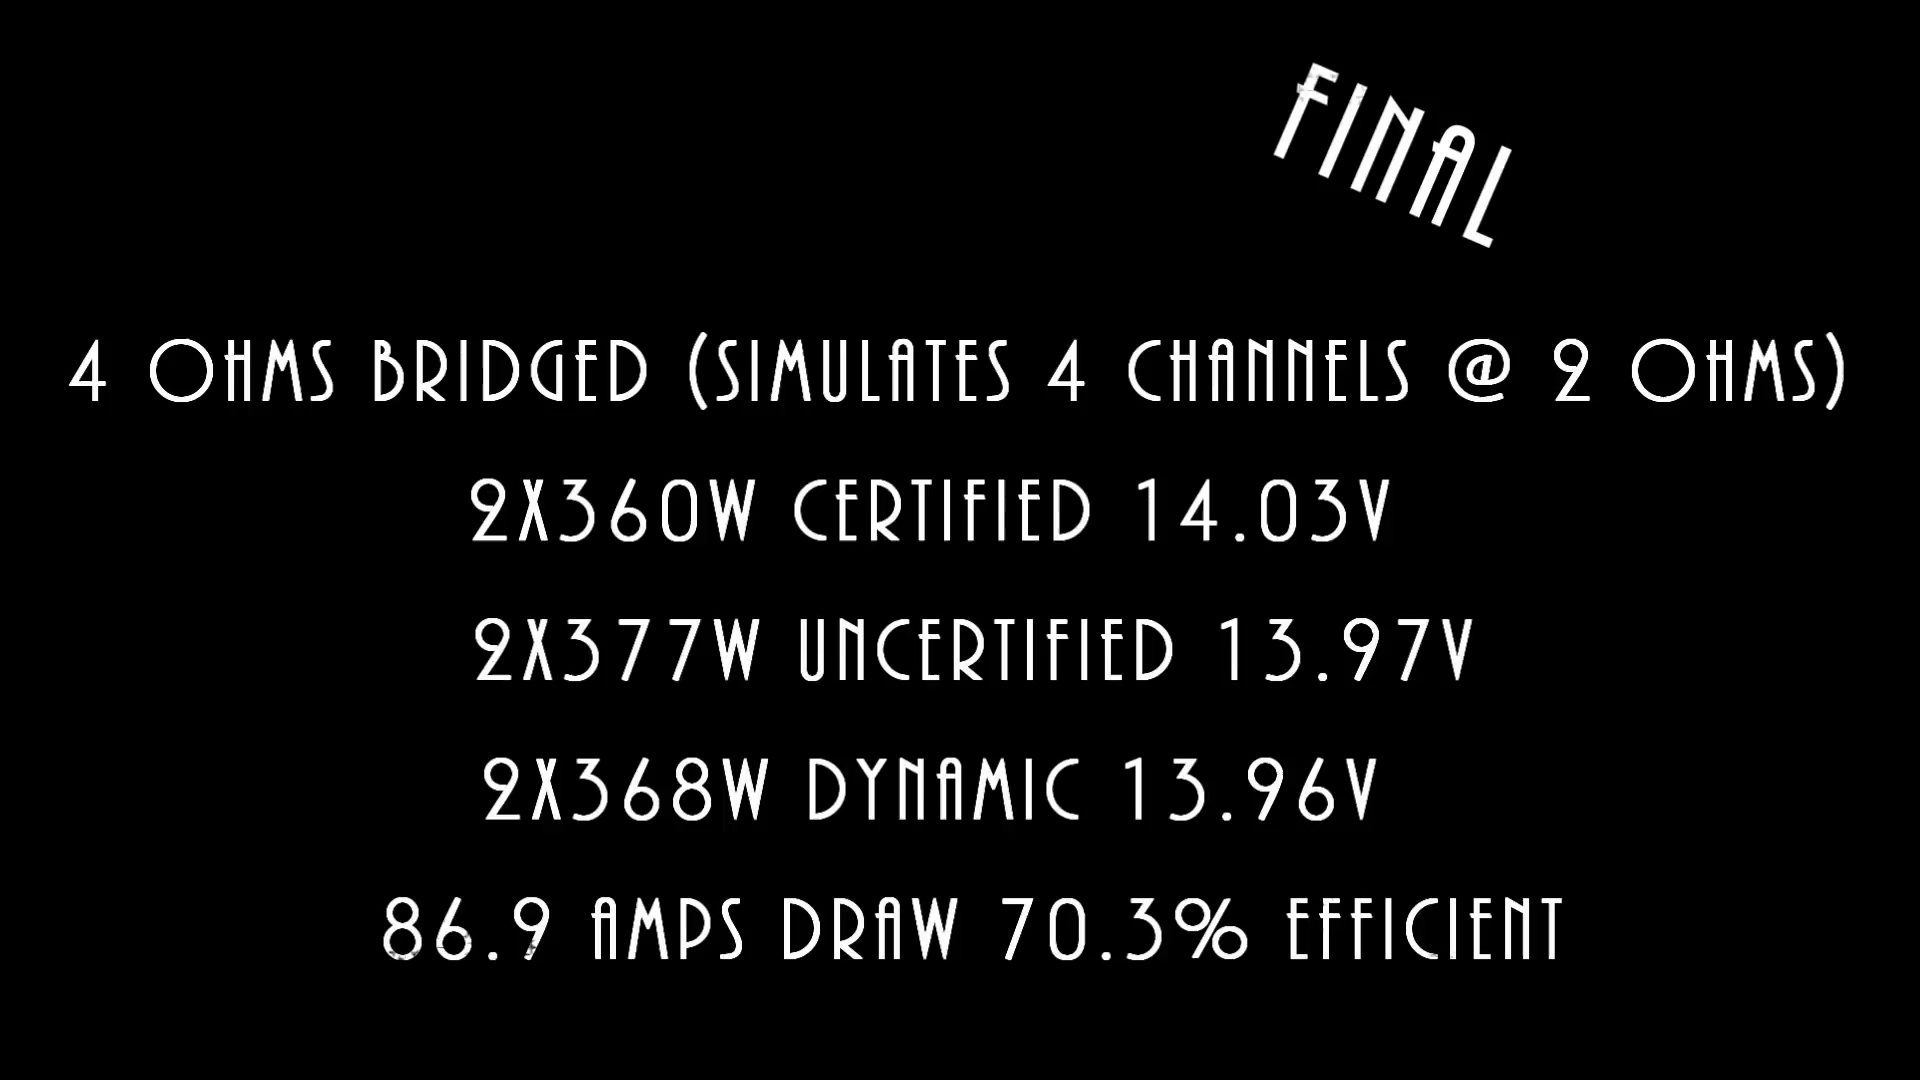 FINAL
4 OHMS BRIDGED (SIMULATES 4 CHANNELS @ 2 OHMS)
2X360W CERTIFIED 14.03V
2X377W UNCERTIFIED 13.97V
2X368W DYNAMIC 13.96V
86.9 AMPS DRAW 70.3% EFFICIENT